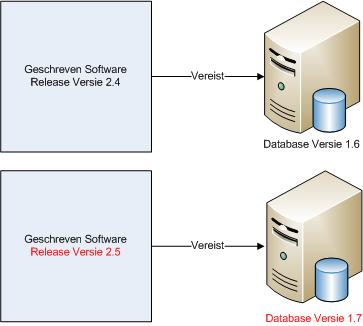 Geschreven Software
Release Versie 2.4
Vereist
Database Versie 1.6
Geschreven Software
Release Versie 2.5
Vereist
Database Versie 1.7